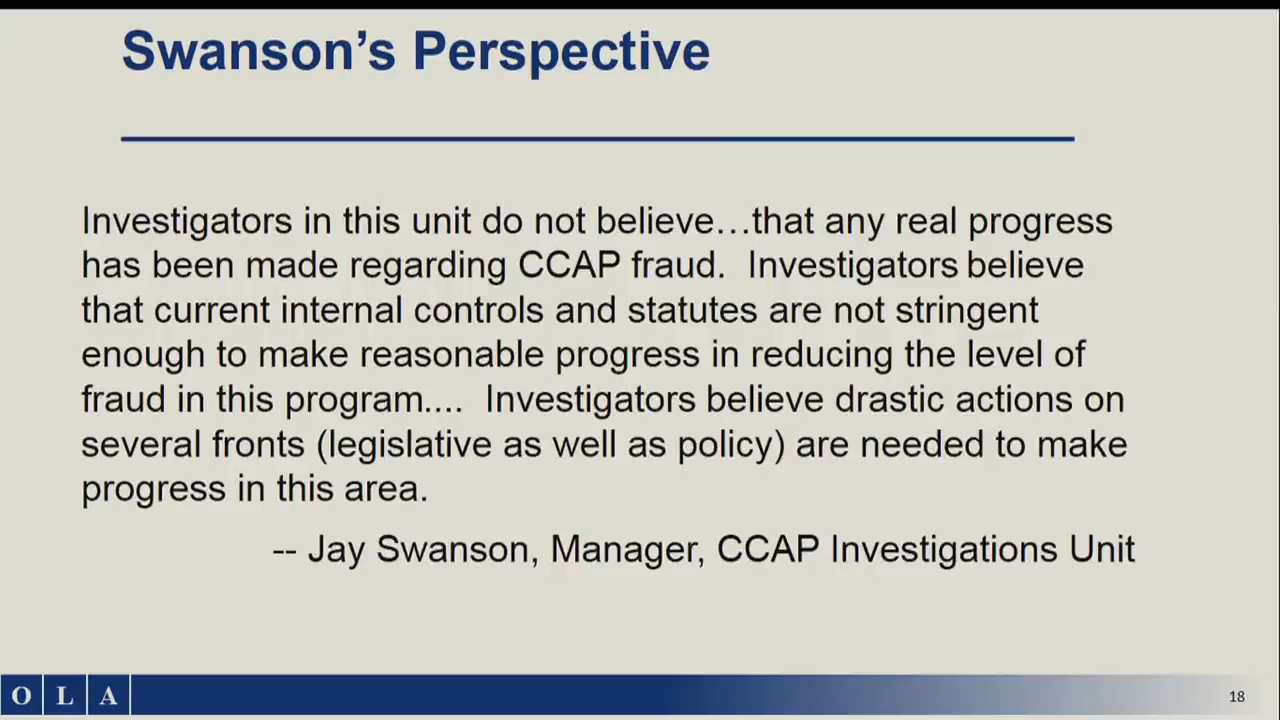 Swanson’s Perspective
Investigators in this unit do not believe…that any real progress
has been made regarding CCAP fraud.  Investigators believe
that current internal controls and statutes are not stringent
enough to make reasonable progress in reducing the level of
fraud in this program....  Investigators believe drastic actions on
several fronts (legislative as well as policy) are needed to make
progress in this area.
-- Jay Swanson, Manager, CCAP Investigations Unit
O L A
18